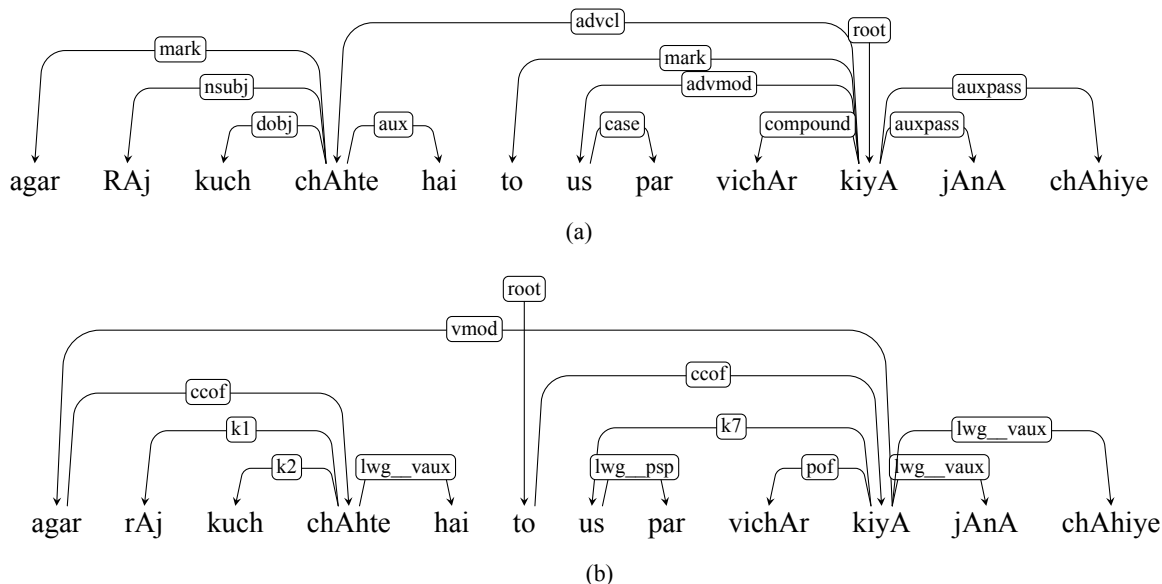 advcl
root
mark
mark
nsubj
advmod
auxpass
dobj
aux
case
compound
auxpass
agar RAj kuch chAhte hai to us par vichAr kiyA jAnA chAhiye
(a)
root
vmod
ccof
ccof
k1
k7
lwg__vaux
k2
lwg__vaux
lwg__psp
pof
lwg__vaux
agar rAj kuch chAhte hai to us par vichAr kiyA jAnA chAhiye
(b)